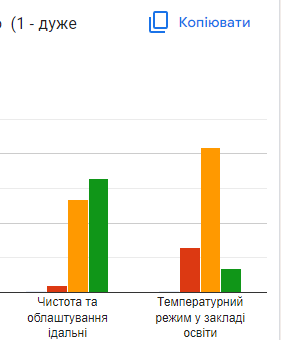 (1 - дуже
Копіювати
Чистота та
облаштування
їдальні
Температурний
режим у закладі
освіти